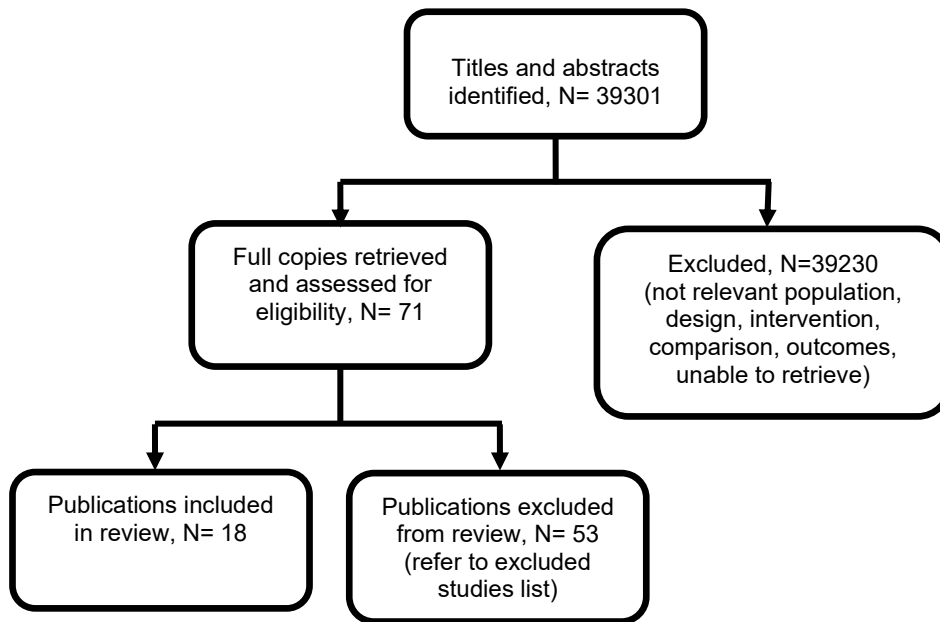 Titles and abstracts
identified, N= 39301
Full copies retrieved
and assessed for
eligibility, N= 71
Excluded, N=39230
(not relevant population,
design, intervention,
comparison, outcomes,
unable to retrieve)
Publications included
in review, N= 18
Publications excluded
from review, N= 53
(refer to excluded
studies list)